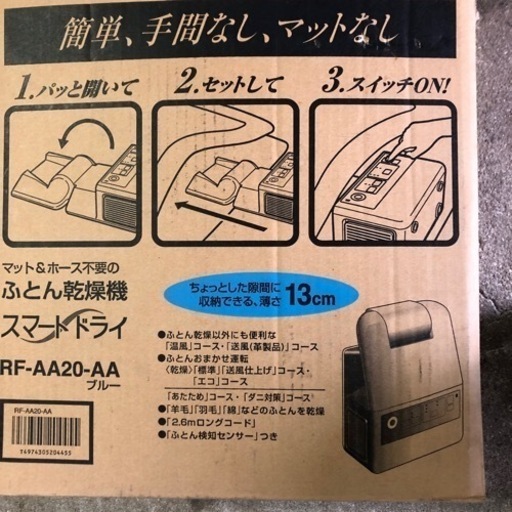 簡単、手間なし、マットなし
1.パッと開いて
2.セットして
3.スイッチON!
マット&ホース不要の
ふとん乾燥機
スマートドライ
RF-AA20-AA
ブルー
RF-AA20-AA
4974305204455
ちょっとした隙間に
収納できる、薄さ 13cm
●ふとん乾燥以外にも便利な
「温風」コース・「送風(革製品)」コース
●ふとんおまかせ運転
〈乾燥〉「標準」「送風仕上げ」コース・
「エコ」コース
「あたため」コース・「ダニ対策」コース
●「羊毛」「羽毛」「綿」などのふとんを乾燥
●「2.6mロングコード」
●「ふとん検知センサー」つき